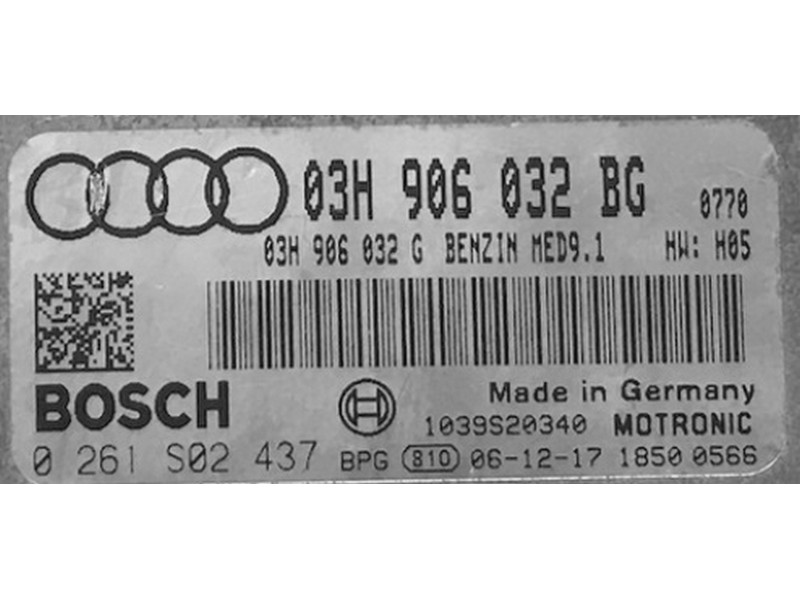 03H 906 032 BG 0770
03H 906 032 G BENZIN MED9.1 HW: H05
BOSCH
Made in Germany
1039S20340 MOTRONIC
0 261 S02 437 BPG 810 06-12-17 1850 0566